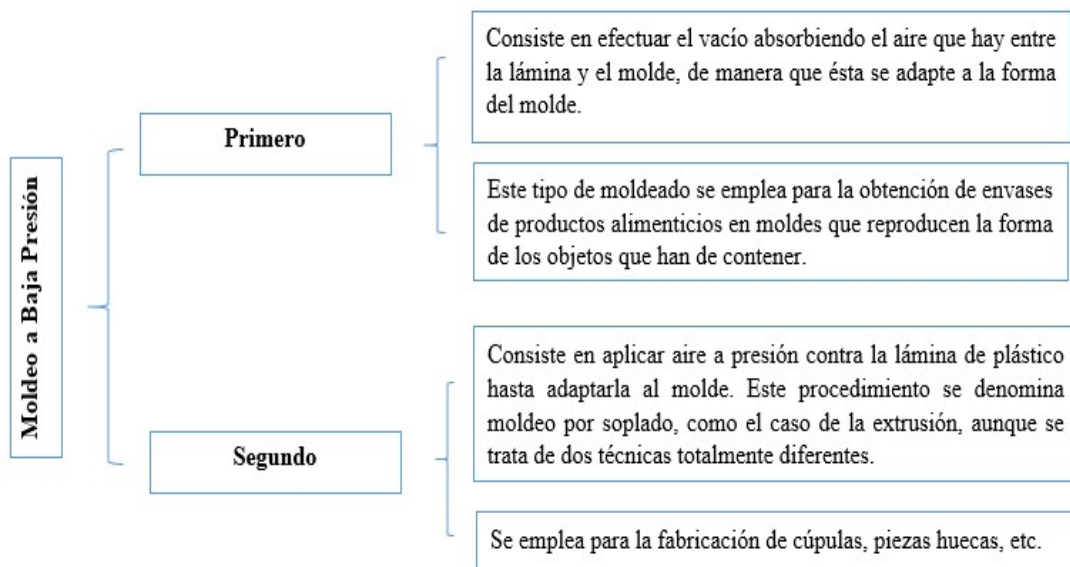 Moldeo a Baja Presión
Primero
Consiste en efectuar el vacío absorbiendo el aire que hay entre
la lámina y el molde, de manera que ésta se adapte a la forma
del molde.
Este tipo de moldeado se emplea para la obtención de envases
de productos alimenticios en moldes que reproducen la forma
de los objetos que han de contener.
Segundo
Consiste en aplicar aire a presión contra la lámina de plástico
hasta adaptarla al molde. Este procedimiento se denomina
moldeo por soplado, como el caso de la extrusión, aunque se
trata de dos técnicas totalmente diferentes.
Se emplea para la fabricación de cúpulas, piezas huecas, etc.